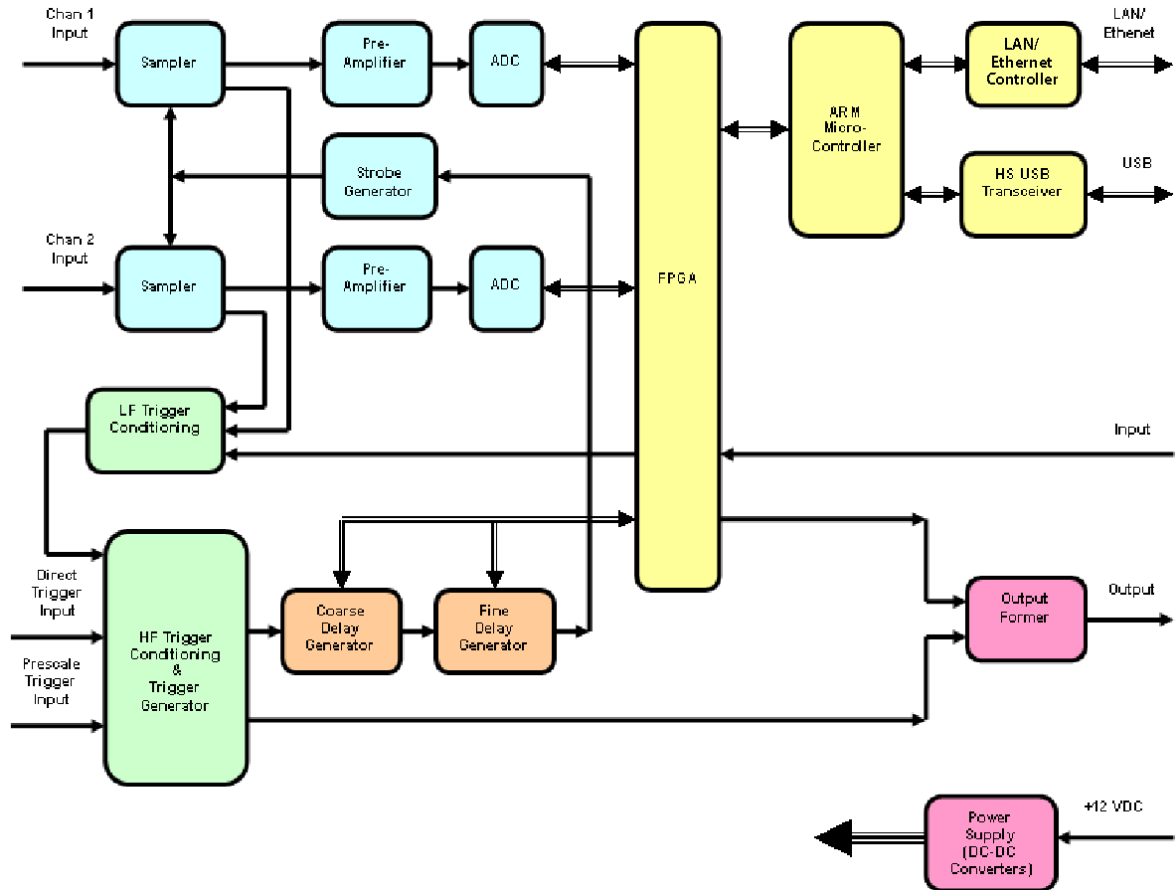 Chan 1
Input
Sampler
Pre-
Amplifier
ADC
LAN/
Ethernet
Controller
LAN/
Ethenet
ARM
Micro-
Controller
Strobe
Generator
HS USB
Transceiver
USB
Chan 2
Input
Sampler
Pre-
Amplifier
ADC
FPGA
LF Trigger
Conditioning
Input
Direct
Trigger
Input
HF Trigger
Conditioning
&
Trigger
Generator
Coarse
Delay
Generator
Fine
Delay
Generator
Output
Former
Output
Prescale
Trigger
Input
Power
Supply
(DC-DC
Converters)
+12 VDC